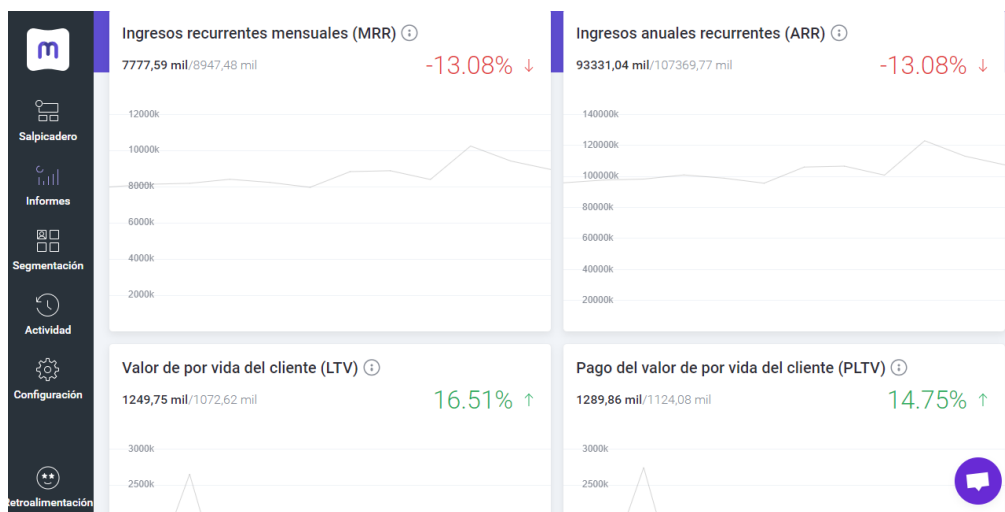 m
Salpicadero
Informes
Segmentación
Actividad
Configuración
etroalimentación
Ingresos recurrentes mensuales (MRR)
7777,59 mil/8947,48 mil
-13.08% ↓
12000k
10000k
8000k
6000k
4000k
2000k
Ingresos anuales recurrentes (ARR)
93331,04 mil/107369,77 mil
-13.08% ↓
140000k
120000k
100000k
80000k
60000k
40000k
20000k
Valor de por vida del cliente (LTV)
1249,75 mil/1072,62 mil
16.51% ↑
3000k
2500k
Pago del valor de por vida del cliente (PLTV)
1289,86 mil/1124,08 mil
14.75% ↑
3000k
2500k